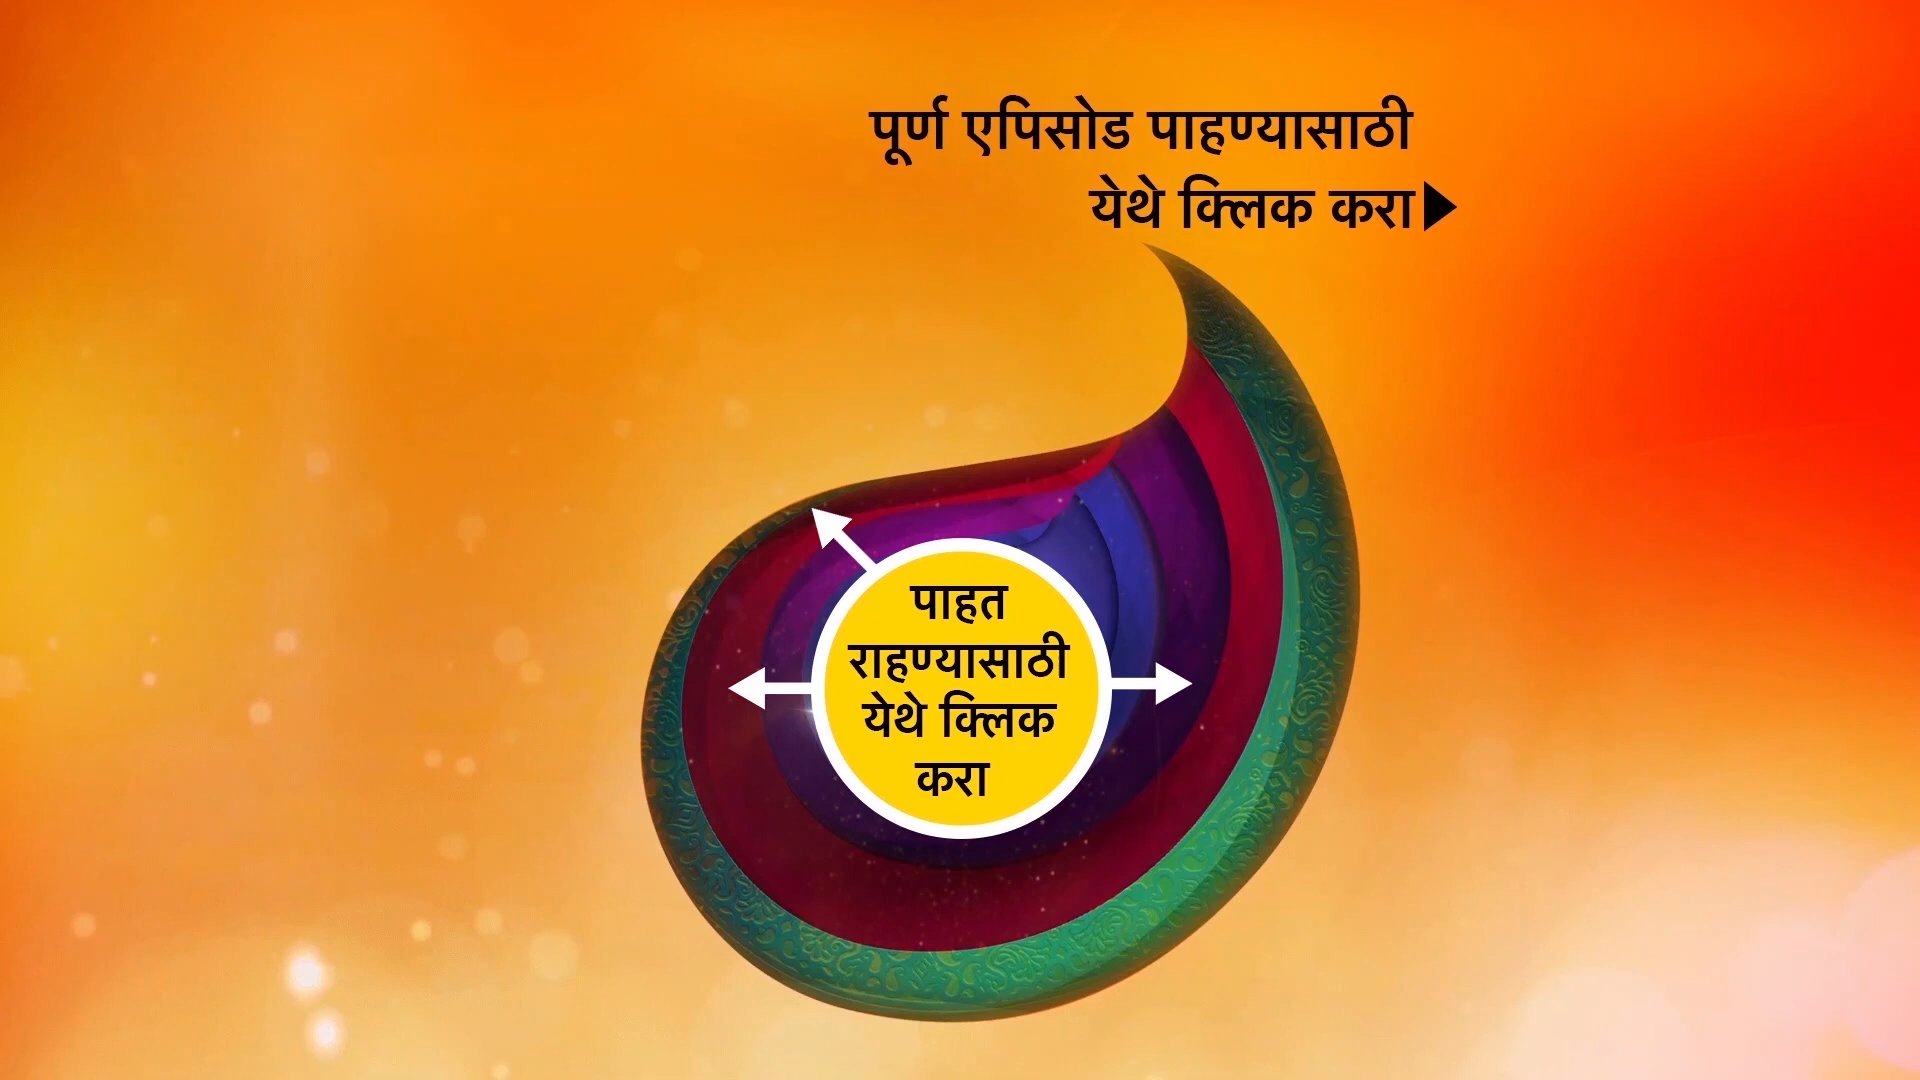 पूर्ण एपिसोड पाहण्यासाठी
येथे क्लिक करा
पाहत
राहण्यासाठी
येथे क्लिक
करा